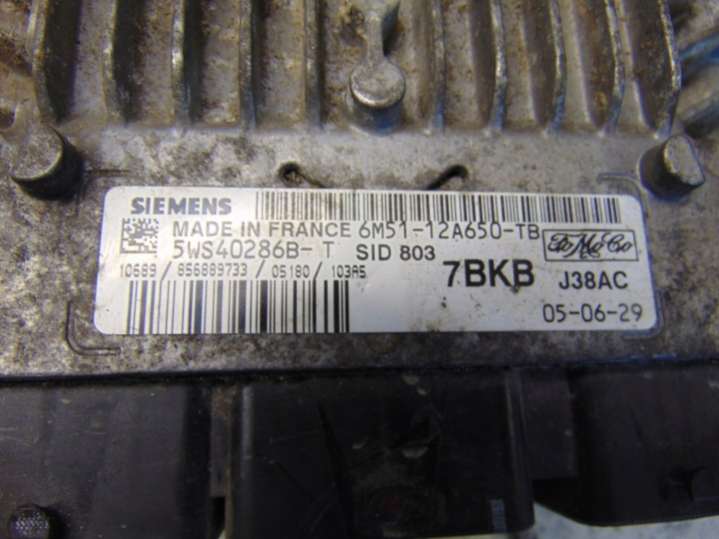 SIEMENS
MADE IN FRANCE 6M51-12A650-TB
5WS40286B- T SID 803 FoMoCo
10689/856889733/05180/103A5
7BKB J38AC
05-06-29